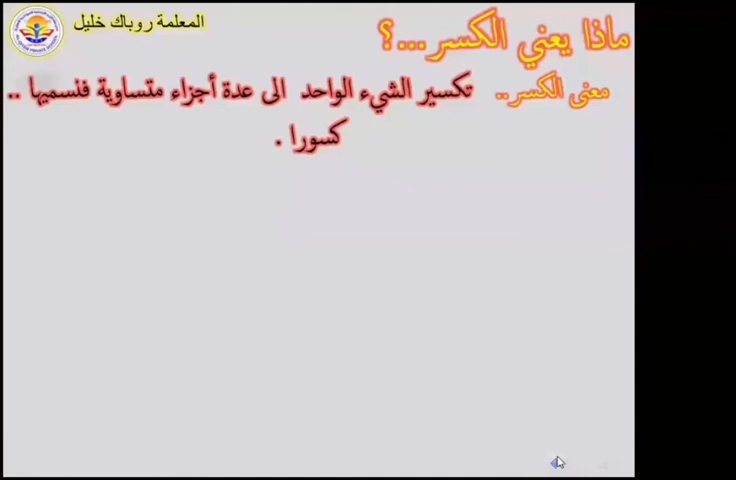 المعلمة روباك خليل
ماذا يعني الكسر...؟
معنى الكسر.. تكسير الشيء الواحد الى عدة أجزاء متساوية فنسميها ..
كسورا .